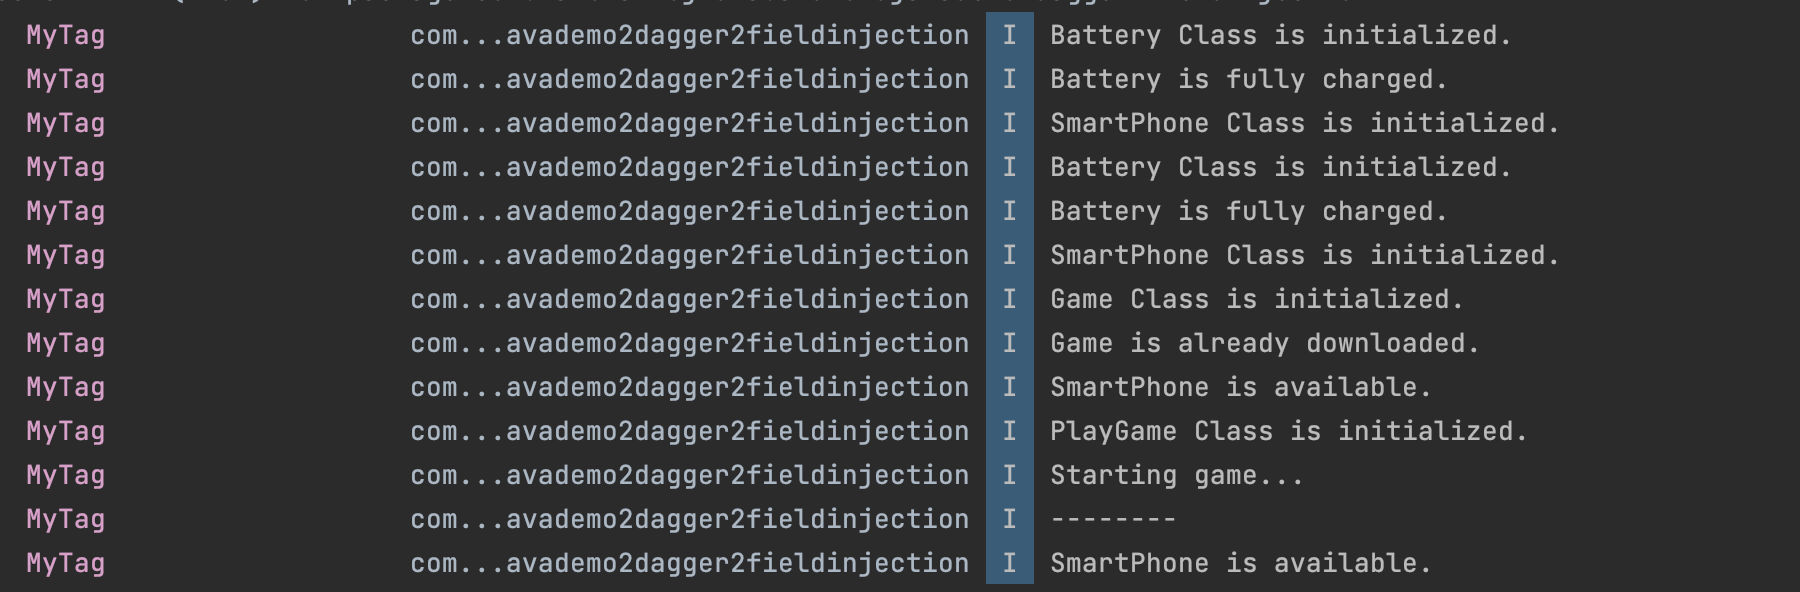 MyTag com...avademo2dagger2fieldinjection I Battery Class is initialized.
MyTag com...avademo2dagger2fieldinjection I Battery is fully charged.
MyTag com...avademo2dagger2fieldinjection I SmartPhone Class is initialized.
MyTag com...avademo2dagger2fieldinjection I Battery Class is initialized.
MyTag com...avademo2dagger2fieldinjection I Battery is fully charged.
MyTag com...avademo2dagger2fieldinjection I SmartPhone Class is initialized.
MyTag com...avademo2dagger2fieldinjection I Game Class is initialized.
MyTag com...avademo2dagger2fieldinjection I Game is already downloaded.
MyTag com...avademo2dagger2fieldinjection I SmartPhone is available.
MyTag com...avademo2dagger2fieldinjection I PlayGame Class is initialized.
MyTag com...avademo2dagger2fieldinjection I Starting game...
MyTag com...avademo2dagger2fieldinjection I --------
MyTag com...avademo2dagger2fieldinjection I SmartPhone is available.